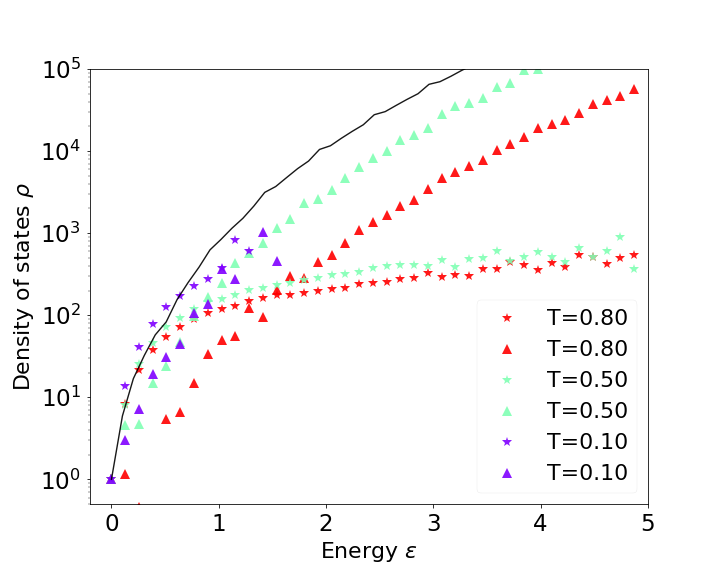 10^5
10^4
10^3
10^2
10^1
10^0
Density of states ρ
0 1 2 3 4 5
Energy ε
T=0.80
T=0.80
T=0.50
T=0.50
T=0.10
T=0.10